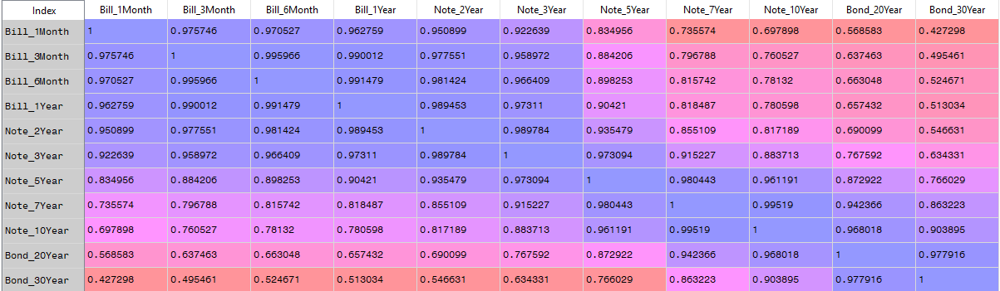 Index Bill_1Month Bill_3Month Bill_6Month Bill_1Year Note_2Year Note_3Year Note_5Year Note_7Year Note_10Year Bond_20Year Bond_30Year
Bill_1Month 1 0.975746 0.970527 0.962759 0.950899 0.922639 0.834956 0.735574 0.697898 0.568583 0.427298
Bill_3Month 0.975746 1 0.995966 0.990012 0.977551 0.958972 0.884206 0.796788 0.760527 0.637463 0.495461
Bill_6Month 0.970527 0.995966 1 0.991479 0.981424 0.966409 0.898253 0.815742 0.78132 0.663048 0.524671
Bill_1Year 0.962759 0.990012 0.991479 1 0.989453 0.97311 0.90421 0.818487 0.780598 0.657432 0.513034
Note_2Year 0.950899 0.977551 0.981424 0.989453 1 0.989784 0.935479 0.855109 0.817189 0.690099 0.546631
Note_3Year 0.922639 0.958972 0.966409 0.97311 0.989784 1 0.973094 0.915227 0.883713 0.767592 0.634331
Note_5Year 0.834956 0.884206 0.898253 0.90421 0.935479 0.973094 1 0.980443 0.961191 0.872922 0.766029
Note_7Year 0.735574 0.796788 0.815742 0.818487 0.855109 0.915227 0.980443 1 0.99519 0.942366 0.863223
Note_10Year 0.697898 0.760527 0.78132 0.780598 0.817189 0.883713 0.961191 0.99519 1 0.968018 0.903895
Bond_20Year 0.568583 0.637463 0.663048 0.657432 0.690099 0.767592 0.872922 0.942366 0.968018 1 0.977916
Bond_30Year 0.427298 0.495461 0.524671 0.513034 0.546631 0.634331 0.766029 0.863223 0.903895 0.977916 1